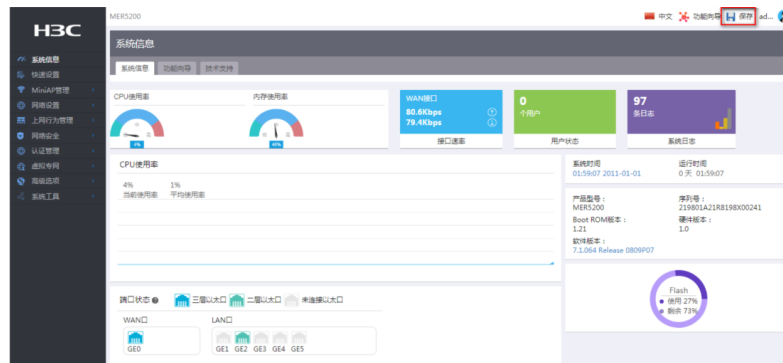 MER5200
中文 功能向导 保存 ad...
H3C
系统信息
快速设置
MiniAP管理
网络设置
上网行为管理
网络安全
认证管理
虚拟专网
高级选项
系统工具
系统信息
系统信息 功能向导 技术支持
CPU使用率
4%
内存使用率
WAN接口
80.6Kbps
79.4Kbps
接口速率
0
个用户
用户状态
97
条日志
系统日志
CPU使用率
4% 1%
当前使用率 平均使用率
系统时间 运行时间
01:59:07 2011-01-01 0 天 01:59:07
产品型号: 序列号:
MER5200 219801A21R8198X00241
Boot ROM版本: 硬件版本:
1.21 1.0
软件版本:
7.1.064 Release 0809P07
端口状态 三层以太口 二层以太口 未连接以太口
WAN口 LAN口
GE0 GE1 GE2 GE3 GE4 GE5
Flash
使用 27%
剩余 73%